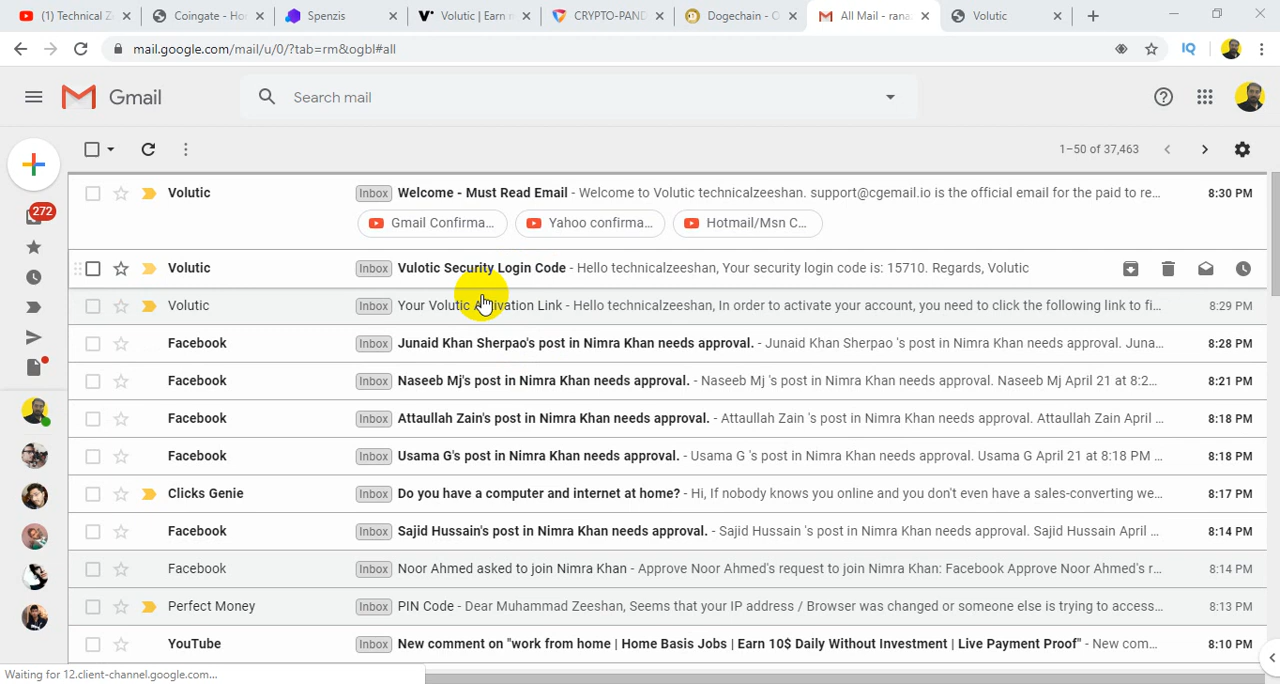 (1) Technical Z
Coingate - Ho
Spenzis
Volutic | Earn m
CRYPTO-PAND
Dogechain - O
All Mail - rana
Volutic
mail.google.com/mail/u/0/?tab=rm&ogbl#all
IQ
Gmail
Search mail
1–50 of 37,463
272
Volutic Inbox Welcome - Must Read Email - Welcome to Volutic technicalzeeshan. support@cgemail.io is the official email for the paid to re... 8:30 PM
Gmail Confirma... Yahoo confirma... Hotmail/Msn C...
Volutic Inbox Vulotic Security Login Code - Hello technicalzeeshan, Your security login code is: 15710. Regards, Volutic
Volutic Inbox Your Volutic Activation Link - Hello technicalzeeshan, In order to activate your account, you need to click the following link to fi... 8:29 PM
Facebook Inbox Junaid Khan Sherpao's post in Nimra Khan needs approval. - Junaid Khan Sherpao 's post in Nimra Khan needs approval. Juna... 8:28 PM
Facebook Inbox Naseeb Mj's post in Nimra Khan needs approval. - Naseeb Mj 's post in Nimra Khan needs approval. Naseeb Mj April 21 at 8:2... 8:21 PM
Facebook Inbox Attaullah Zain's post in Nimra Khan needs approval. - Attaullah Zain 's post in Nimra Khan needs approval. Attaullah Zain April ... 8:18 PM
Facebook Inbox Usama G's post in Nimra Khan needs approval. - Usama G 's post in Nimra Khan needs approval. Usama G April 21 at 8:18 PM ... 8:18 PM
Clicks Genie Inbox Do you have a computer and internet at home? - Hi, If nobody knows you online and you don't even have a sales-converting we... 8:17 PM
Facebook Inbox Sajid Hussain's post in Nimra Khan needs approval. - Sajid Hussain 's post in Nimra Khan needs approval. Sajid Hussain April ... 8:14 PM
Facebook Inbox Noor Ahmed asked to join Nimra Khan - Approve Noor Ahmed's request to join Nimra Khan: Facebook Approve Noor Ahmed's r... 8:14 PM
Perfect Money Inbox PIN Code - Dear Muhammad Zeeshan, Seems that your IP address / Browser was changed or someone else is trying to access... 8:13 PM
YouTube Inbox New comment on "work from home | Home Basis Jobs | Earn 10$ Daily Without Investment | Live Payment Proof" - New com... 8:10 PM
Waiting for 12.client-channel.google.com...